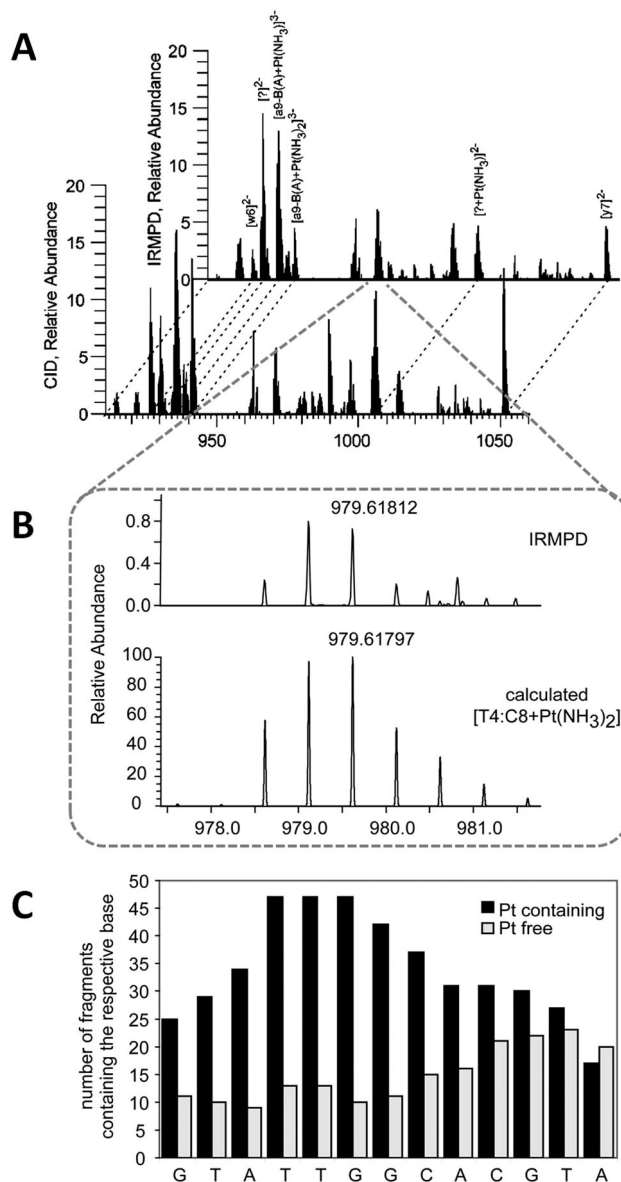 A
IRMPD, Relative Abundance
20
15
10
5
0
[w6]2-
[?]2-
[a9-B(A)+Pt(NH3)]3-
[a9-B(A)+Pt(NH3)2]3-
[?+Pt(NH3)]2-
[y7]2-
CID, Relative Abundance
20
15
10
5
0
950
1000
1050
B
Relative Abundance
0.8
0.4
0.0
979.61812
IRMPD
100
80
60
40
20
0
979.61797
calculated
[T4:C8+Pt(NH3)2]
978.0 979.0 980.0 981.0
C
number of fragments
containing the respective base
50
45
40
35
30
25
20
15
10
5
0
Pt containing
Pt free
G T A T T G G C A C G T A